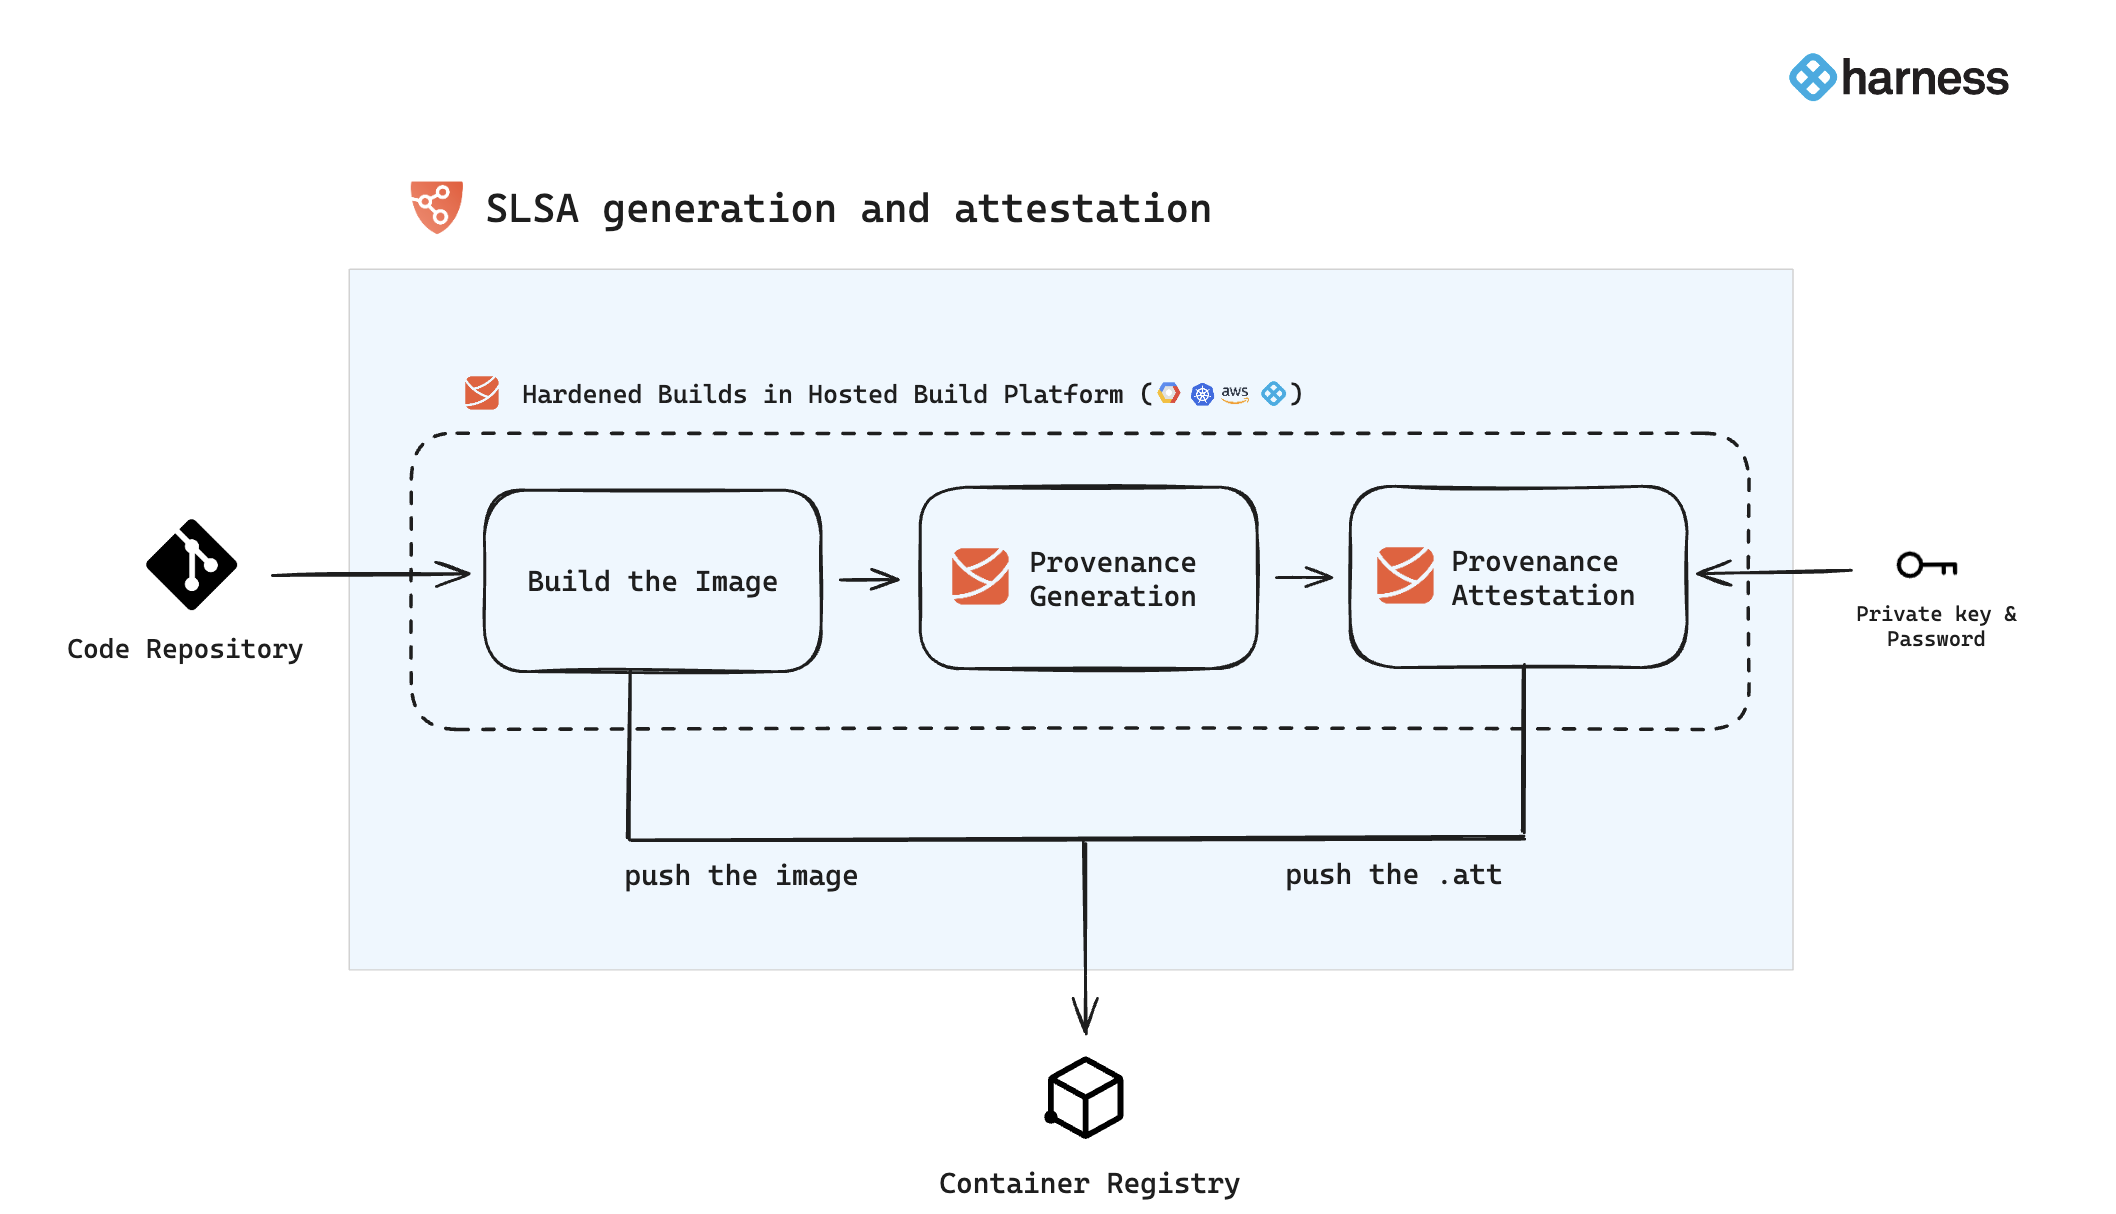 harness
SLSA generation and attestation
Hardened Builds in Hosted Build Platform ( aws )
Build the Image
Provenance
Generation
Provenance
Attestation
Code Repository
Private key &
Password
push the image
push the .att
Container Registry